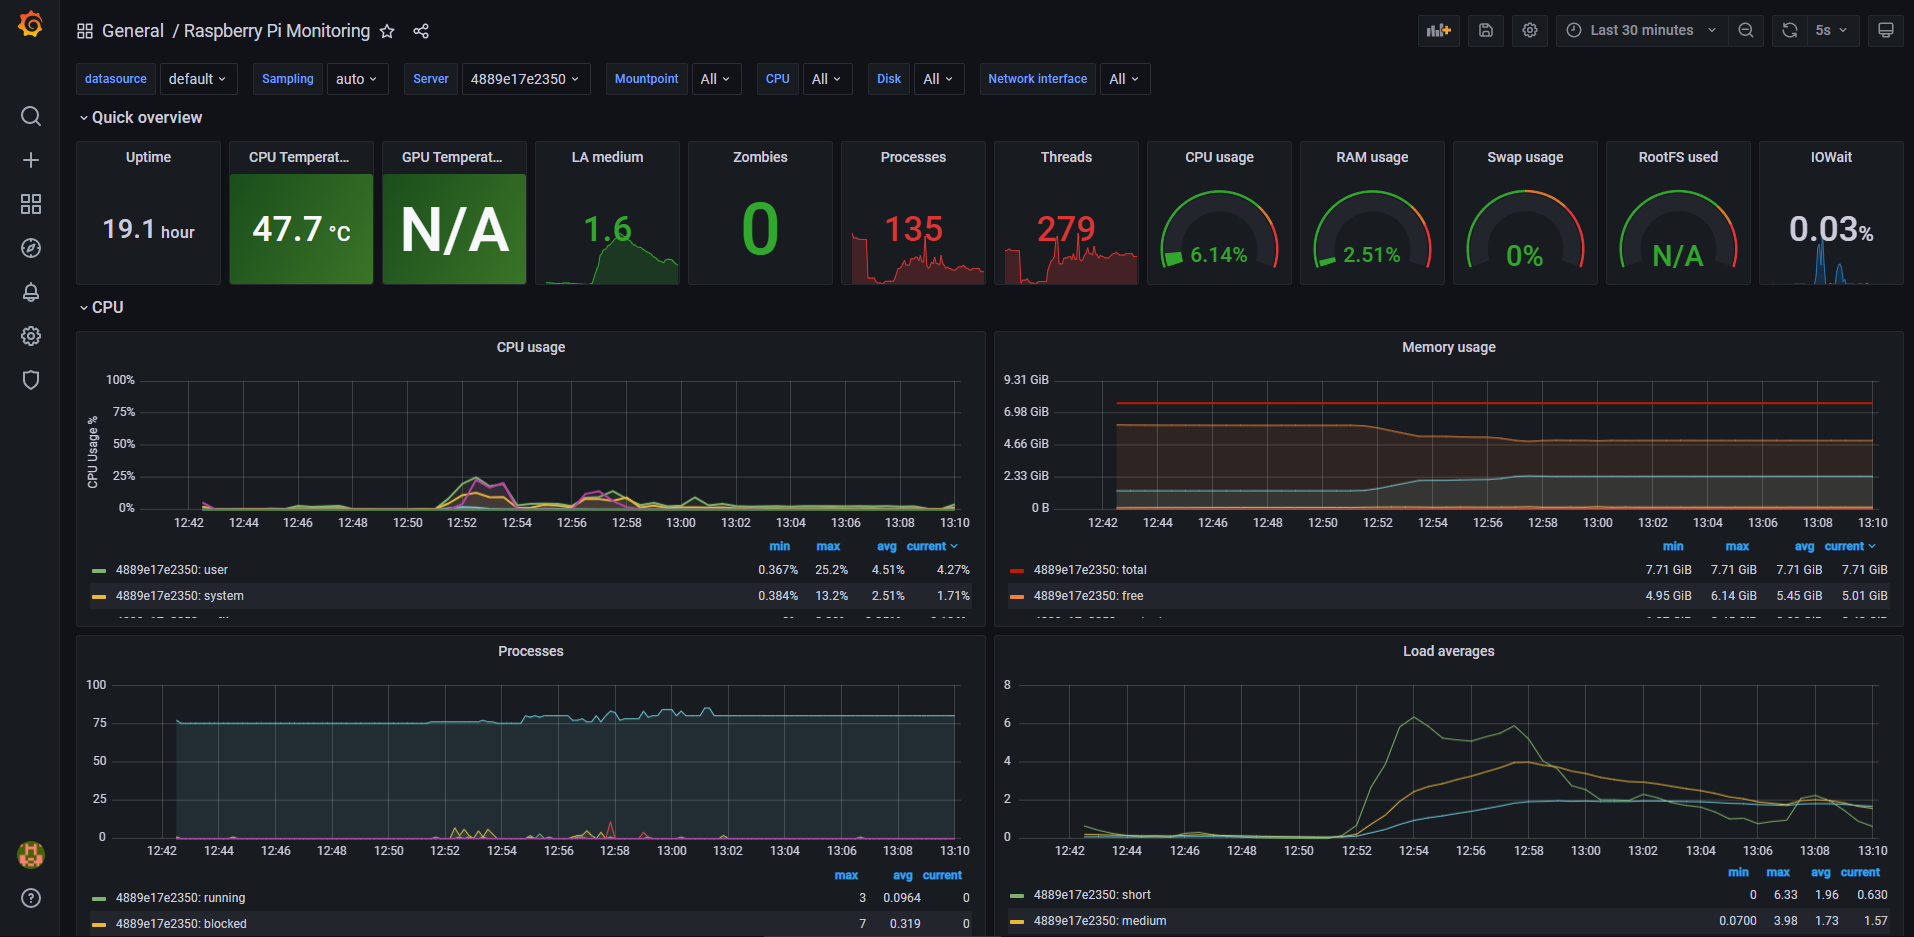 General / Raspberry Pi Monitoring
Last 30 minutes
5s
datasource default Sampling auto Server 4889e17e2350 Mountpoint All CPU All Disk All Network interface All
Quick overview
Uptime
19.1 hour
CPU Temperat...
47.7 °C
GPU Temperat...
N/A
LA medium
1.6
Zombies
0
Processes
135
Threads
279
CPU usage
6.14%
RAM usage
2.51%
Swap usage
0%
RootFS used
N/A
IOWait
0.03%
CPU
CPU usage
CPU Usage %
100%
75%
50%
25%
0%
12:42 12:44 12:46 12:48 12:50 12:52 12:54 12:56 12:58 13:00 13:02 13:04 13:06 13:08 13:10
min max avg current
4889e17e2350: user 0.367% 25.2% 4.51% 4.27%
4889e17e2350: system 0.384% 13.2% 2.51% 1.71%
Memory usage
9.31 GiB
6.98 GiB
4.66 GiB
2.33 GiB
0 B
12:42 12:44 12:46 12:48 12:50 12:52 12:54 12:56 12:58 13:00 13:02 13:04 13:06 13:08 13:10
min max avg current
4889e17e2350: total 7.71 GiB 7.71 GiB 7.71 GiB 7.71 GiB
4889e17e2350: free 4.95 GiB 6.14 GiB 5.45 GiB 5.01 GiB
Processes
100
75
50
25
0
12:42 12:44 12:46 12:48 12:50 12:52 12:54 12:56 12:58 13:00 13:02 13:04 13:06 13:08 13:10
max avg current
4889e17e2350: running 3 0.0964 0
4889e17e2350: blocked 7 0.319 0
Load averages
8
6
4
2
0
12:42 12:44 12:46 12:48 12:50 12:52 12:54 12:56 12:58 13:00 13:02 13:04 13:06 13:08 13:10
min max avg current
4889e17e2350: short 0 6.33 1.96 0.630
4889e17e2350: medium 0.0700 3.98 1.73 1.57